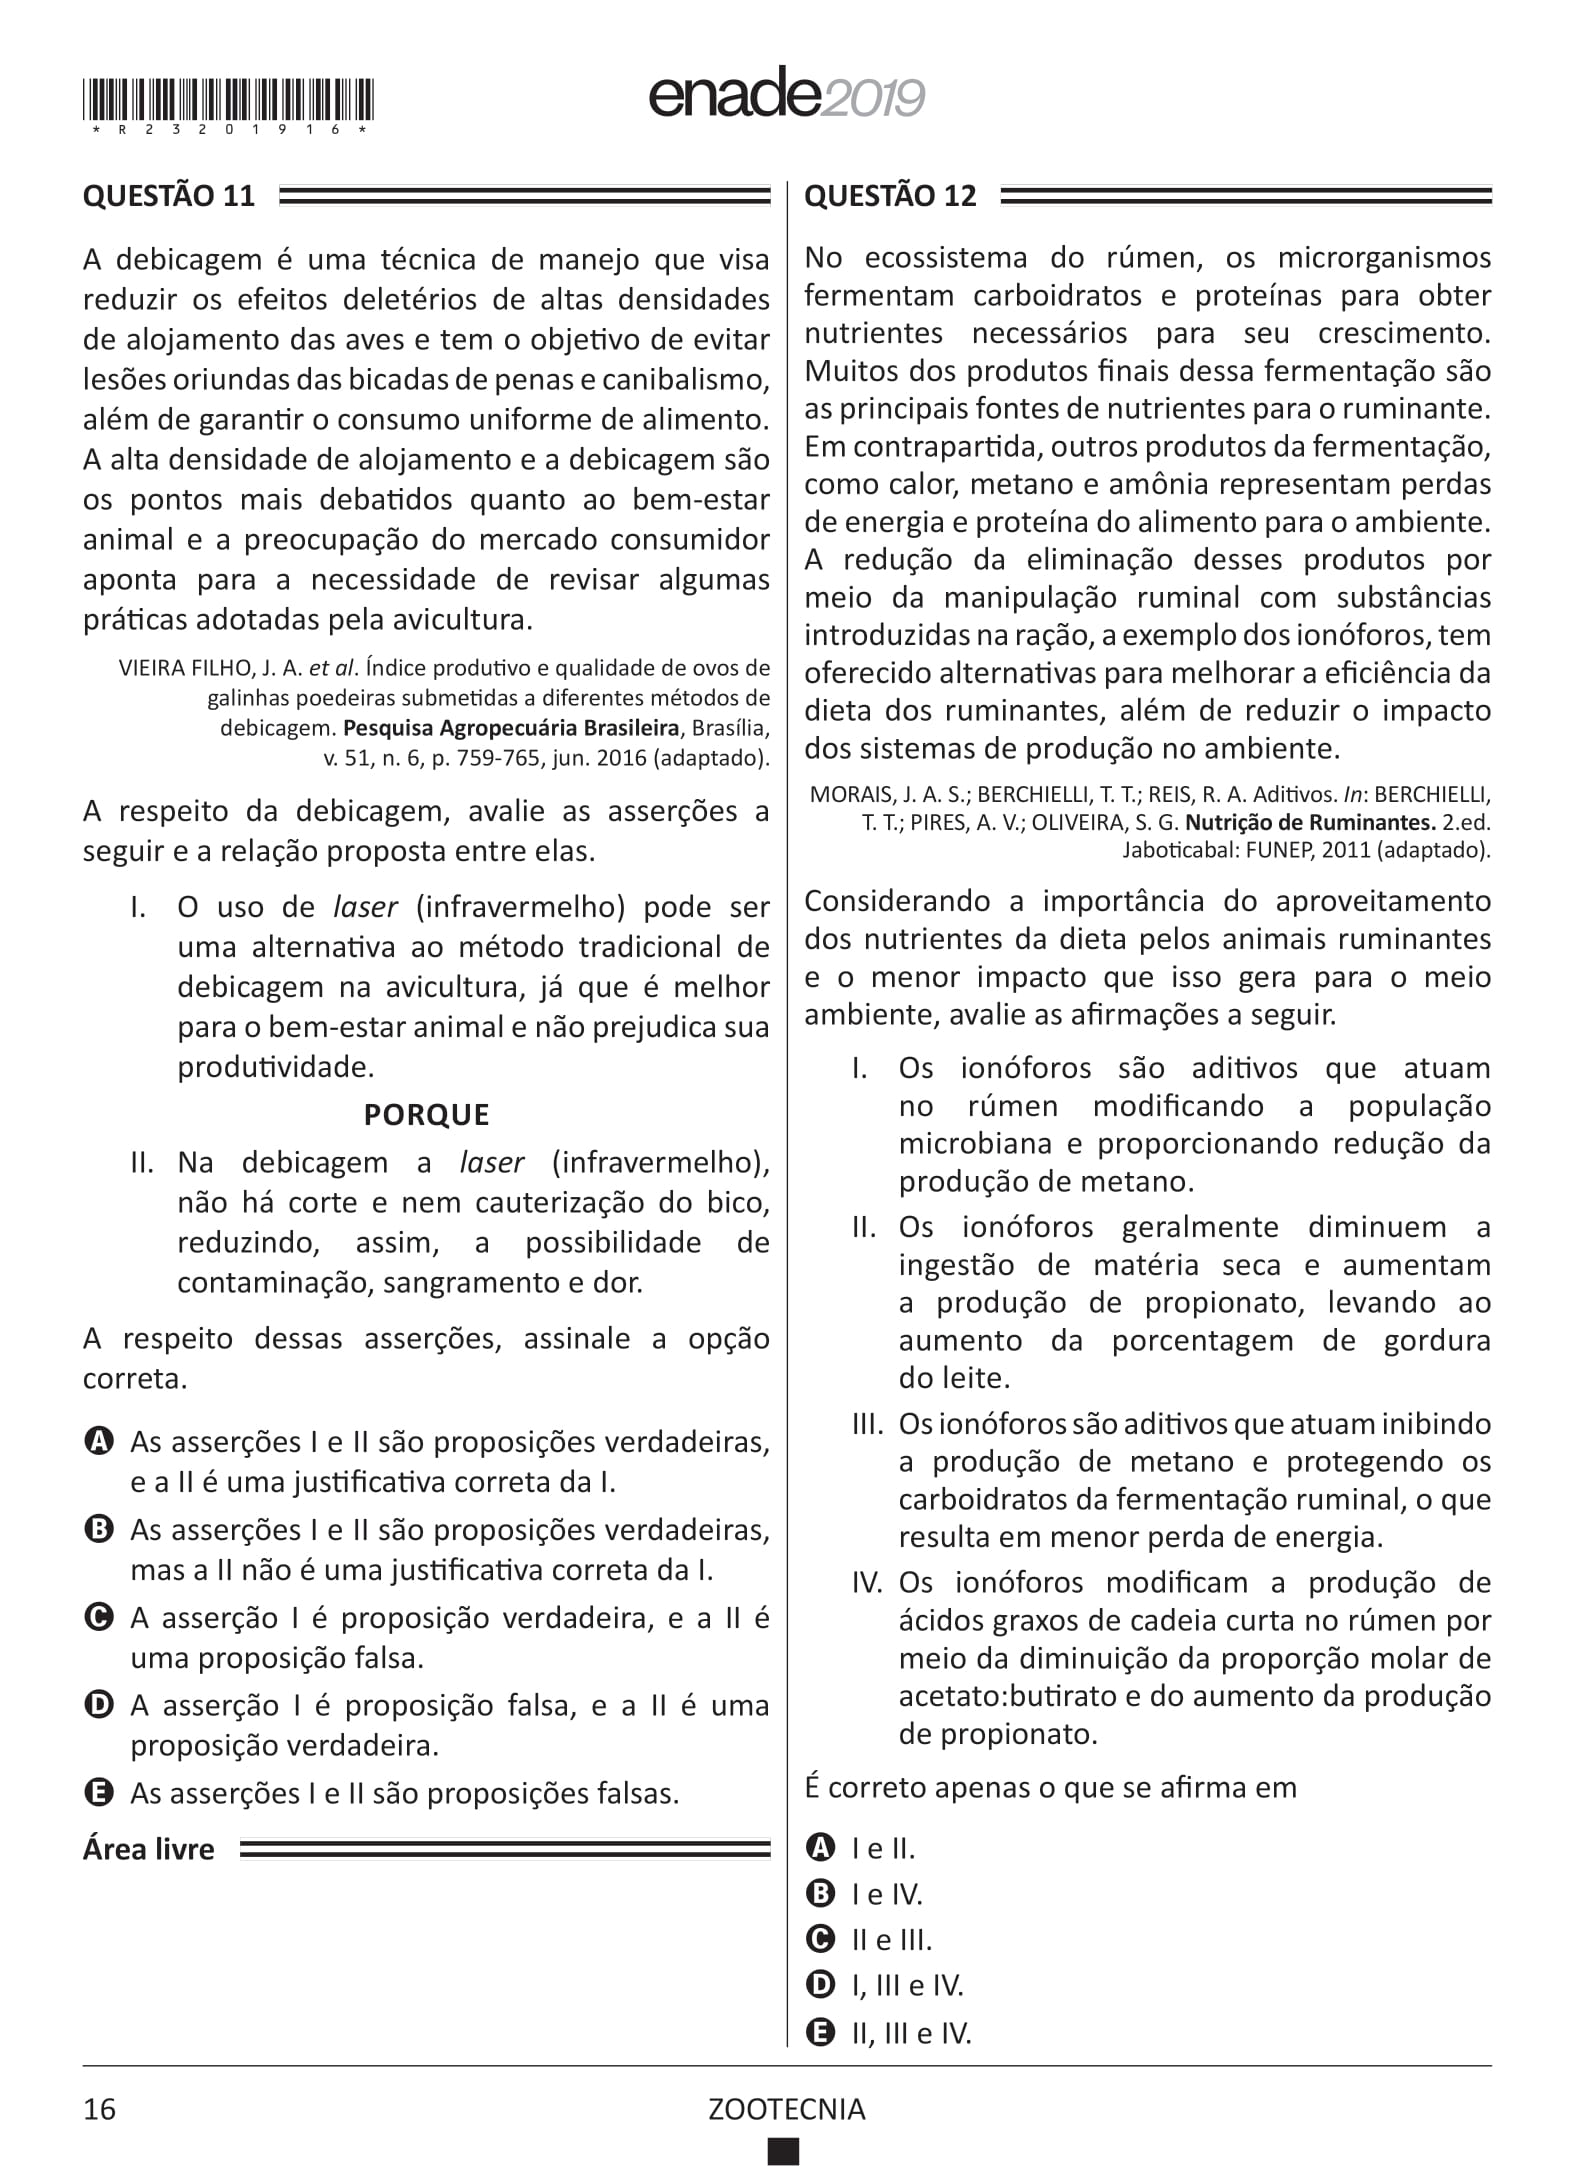 *R23201916*
enade2019
QUESTÃO 11
A debicagem é uma técnica de manejo que visa
reduzir os efeitos deletérios de altas densidades
de alojamento das aves e tem o objetivo de evitar
lesões oriundas das bicadas de penas e canibalismo,
além de garantir o consumo uniforme de alimento.
A alta densidade de alojamento e a debicagem são
os pontos mais debatidos quanto ao bem-estar
animal e a preocupação do mercado consumidor
aponta para a necessidade de revisar algumas
práticas adotadas pela avicultura.
VIEIRA FILHO, J. A. et al. Índice produtivo e qualidade de ovos de
galinhas poedeiras submetidas a diferentes métodos de
debicagem. Pesquisa Agropecuária Brasileira, Brasília,
v. 51, n. 6, p. 759-765, jun. 2016 (adaptado).
A respeito da debicagem, avalie as asserções a
seguir e a relação proposta entre elas.
I. O uso de laser (infravermelho) pode ser
uma alternativa ao método tradicional de
debicagem na avicultura, já que é melhor
para o bem-estar animal e não prejudica sua
produtividade.
PORQUE
II. Na debicagem a laser (infravermelho),
não há corte e nem cauterização do bico,
reduzindo, assim, a possibilidade de
contaminação, sangramento e dor.
A respeito dessas asserções, assinale a opção
correta.
A As asserções I e II são proposições verdadeiras,
e a II é uma justificativa correta da I.
B As asserções I e II são proposições verdadeiras,
mas a II não é uma justificativa correta da I.
C A asserção I é proposição verdadeira, e a II é
uma proposição falsa.
D A asserção I é proposição falsa, e a II é uma
proposição verdadeira.
E As asserções I e II são proposições falsas.
Área livre
QUESTÃO 12
No ecossistema do rúmen, os microrganismos
fermentam carboidratos e proteínas para obter
nutrientes necessários para seu crescimento.
Muitos dos produtos finais dessa fermentação são
as principais fontes de nutrientes para o ruminante.
Em contrapartida, outros produtos da fermentação,
como calor, metano e amônia representam perdas
de energia e proteína do alimento para o ambiente.
A redução da eliminação desses produtos por
meio da manipulação ruminal com substâncias
introduzidas na ração, a exemplo dos ionóforos, tem
oferecido alternativas para melhorar a eficiência da
dieta dos ruminantes, além de reduzir o impacto
dos sistemas de produção no ambiente.
MORAIS, J. A. S.; BERCHIELLI, T. T.; REIS, R. A. Aditivos. In: BERCHIELLI,
T. T.; PIRES, A. V.; OLIVEIRA, S. G. Nutrição de Ruminantes. 2.ed.
Jaboticabal: FUNEP, 2011 (adaptado).
Considerando a importância do aproveitamento
dos nutrientes da dieta pelos animais ruminantes
e o menor impacto que isso gera para o meio
ambiente, avalie as afirmações a seguir.
I. Os ionóforos são aditivos que atuam
no rúmen modificando a população
microbiana e proporcionando redução da
produção de metano.
II. Os ionóforos geralmente diminuem a
ingestão de matéria seca e aumentam
a produção de propionato, levando ao
aumento da porcentagem de gordura
do leite.
III. Os ionóforos são aditivos que atuam inibindo
a produção de metano e protegendo os
carboidratos da fermentação ruminal, o que
resulta em menor perda de energia.
IV. Os ionóforos modificam a produção de
ácidos graxos de cadeia curta no rúmen por
meio da diminuição da proporção molar de
acetato:butirato e do aumento da produção
de propionato.
É correto apenas o que se afirma em
A I e II.
B I e IV.
C II e III.
D I, III e IV.
E II, III e IV.
16
ZOOTECNIA